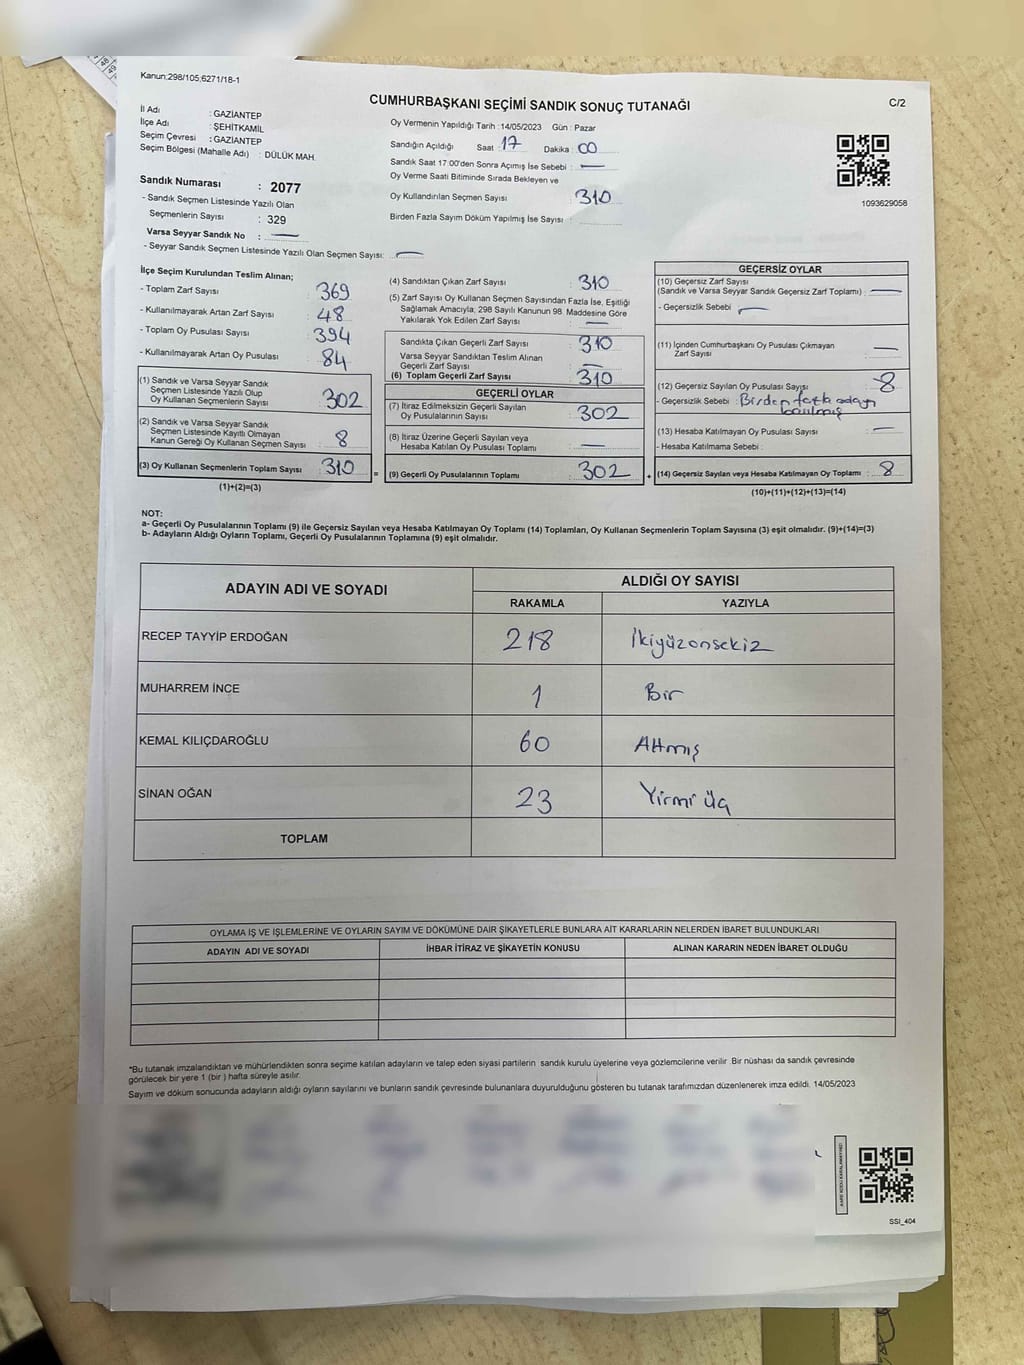 Kanun:298/105;6271/18-1
CUMHURBAŞKANI SEÇİMİ SANDIK SONUÇ TUTANAĞI
C/2
İl Adı : GAZİANTEP
İlçe Adı : ŞEHİTKAMİL
Seçim Çevresi : GAZİANTEP
Seçim Bölgesi (Mahalle Adı) : DÜLÜK MAH.
Sandık Numarası : 2077
- Sandık Seçmen Listesinde Yazılı Olan
Seçmenlerin Sayısı : 329
Varsa Seyyar Sandık No : —
- Seyyar Sandık Seçmen Listesinde Yazılı Olan Seçmen Sayısı: —
Oy Vermenin Yapıldığı Tarih :14/05/2023 Gün : Pazar
Sandığın Açıldığı Saat : 17 Dakika : 00
Sandık Saat 17:00'den Sonra Açımış İse Sebebi : —
Oy Verme Saati Bitiminde Sırada Bekleyen ve
Oy Kullandırılan Seçmen Sayısı : 310
Birden Fazla Sayım Döküm Yapılmış İse Sayısı :
1093629058
İlçe Seçim Kurulundan Teslim Alınan;
- Toplam Zarf Sayısı : 369
- Kullanılmayarak Artan Zarf Sayısı : 48
- Toplam Oy Pusulası Sayısı : 394
- Kullanılmayarak Artan Oy Pusulası : 84
(1) Sandık ve Varsa Seyyar Sandık
Seçmen Listesinde Yazılı Olup
Oy Kullanan Seçmenlerin Sayısı : 302
(2) Sandık ve Varsa Seyyar Sandık
Seçmen Listesinde Kayıtlı Olmayan
Kanun Gereği Oy Kullanan Seçmen Sayısı : 8
(3) Oy Kullanan Seçmenlerin Toplam Sayısı : 310
(1)+(2)=(3)
(4) Sandıktan Çıkan Zarf Sayısı : 310
(5) Zarf Sayısı Oy Kullanan Seçmen Sayısından Fazla İse, Eşitliği
Sağlamak Amacıyla; 298 Sayılı Kanunun 98 Maddesine Göre
Yakılarak Yok Edilen Zarf Sayısı : —
Sandıkta Çıkan Geçerli Zarf Sayısı : 310
Varsa Seyyar Sandıktan Teslim Alınan
Geçerli Zarf Sayısı : —
(6) Toplam Geçerli Zarf Sayısı : 310
GEÇERLİ OYLAR
(7) İtiraz Edilmeksizin Geçerli Sayılan
Oy Pusulalarının Sayısı : 302
(8) İtiraz Üzerine Geçerli Sayılan veya
Hesaba Katılan Oy Pusulası Toplamı : —
= (9) Geçerli Oy Pusulalarının Toplamı : 302 +
GEÇERSİZ OYLAR
(10) Geçersiz Zarf Sayısı
(Sandık ve Varsa Seyyar Sandık Geçersiz Zarf Toplamı) : —
- Geçersizlik Sebebi : —
(11) İçinden Cumhurbaşkanı Oy Pusulası Çıkmayan
Zarf Sayısı : —
(12) Geçersiz Sayılan Oy Pusulası Sayısı : 8
- Geçersizlik Sebebi : Birden fazla adayı
basılmış
(13) Hesaba Katılmayan Oy Pusulası Sayısı : —
- Hesaba Katılmama Sebebi :
(14) Geçersiz Sayılan veya Hesaba Katılmayan Oy Toplamı : 8
(10)+(11)+(12)+(13)=(14)
NOT:
a- Geçerli Oy Pusulalarının Toplamı (9) ile Geçersiz Sayılan veya Hesaba Katılmayan Oy Toplamı (14) Toplamları, Oy Kullanan Seçmenlerin Toplam Sayısına (3) eşit olmalıdır. (9)+(14)=(3)
b- Adayların Aldığı Oyların Toplamı, Geçerli Oy Pusulalarının Toplamına (9) eşit olmalıdır.
ADAYIN ADI VE SOYADI
ALDIĞI OY SAYISI
RAKAMLA YAZIYLA
RECEP TAYYİP ERDOĞAN 218 İkiyüzonsekiz
MUHARREM İNCE 1 Bir
KEMAL KILIÇDAROĞLU 60 Altmış
SİNAN OĞAN 23 Yirmi üç
TOPLAM
OYLAMA İŞ VE İŞLEMLERİNE VE OYLARIN SAYIM VE DÖKÜMÜNE DAİR ŞİKAYETLERLE BUNLARA AİT KARARLARIN NELERDEN İBARET BULUNDUKLARI
ADAYIN ADI VE SOYADI İHBAR İTİRAZ VE ŞİKAYETİN KONUSU ALINAN KARARIN NEDEN İBARET OLDUĞU
*Bu tutanak imzalandıktan ve mühürlendikten sonra seçime katılan adayların ve talep eden siyasi partilerin sandık kurulu üyelerine veya gözlemcilerine verilir. Bir nüshası da sandık çevresinde
görülecek bir yere 1 (bir ) hafta süreyle asılır.
Sayım ve döküm sonucunda adayların aldığı oyların sayılarını ve bunların sandık çevresinde bulunanlara duyurulduğunu gösteren bu tutanak tarafımızdan düzenlenerek imza edildi. 14/05/2023
SSI_404